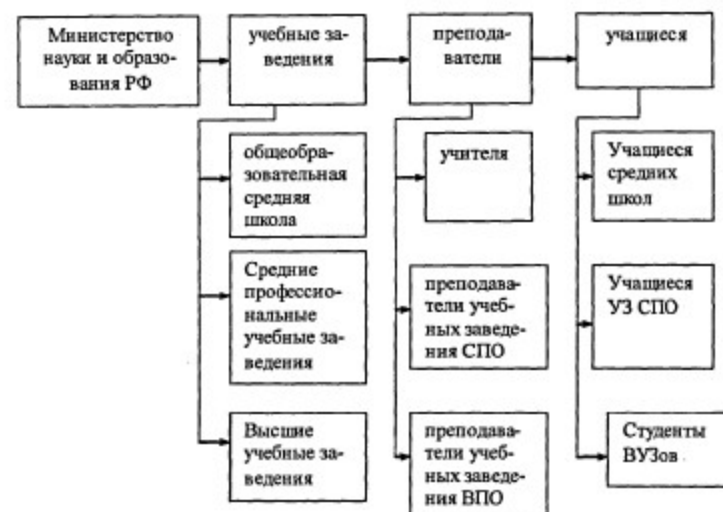 Министерство
науки и образо-
вания РФ
учебные за-
ведения
препода-
ватели
учащиеся
общеобра-
зовательная
средняя
школа
учителя
Учащиеся
средних
школ
Средние
профессио-
нальные
учебные за-
ведения
преподава-
тели учеб-
ных заведе-
ния СПО
Учащиеся
УЗ СПО
Высшие
учебные за-
ведения
преподава-
тели учеб-
ных заведе-
ния ВПО
Студенты
ВУЗов